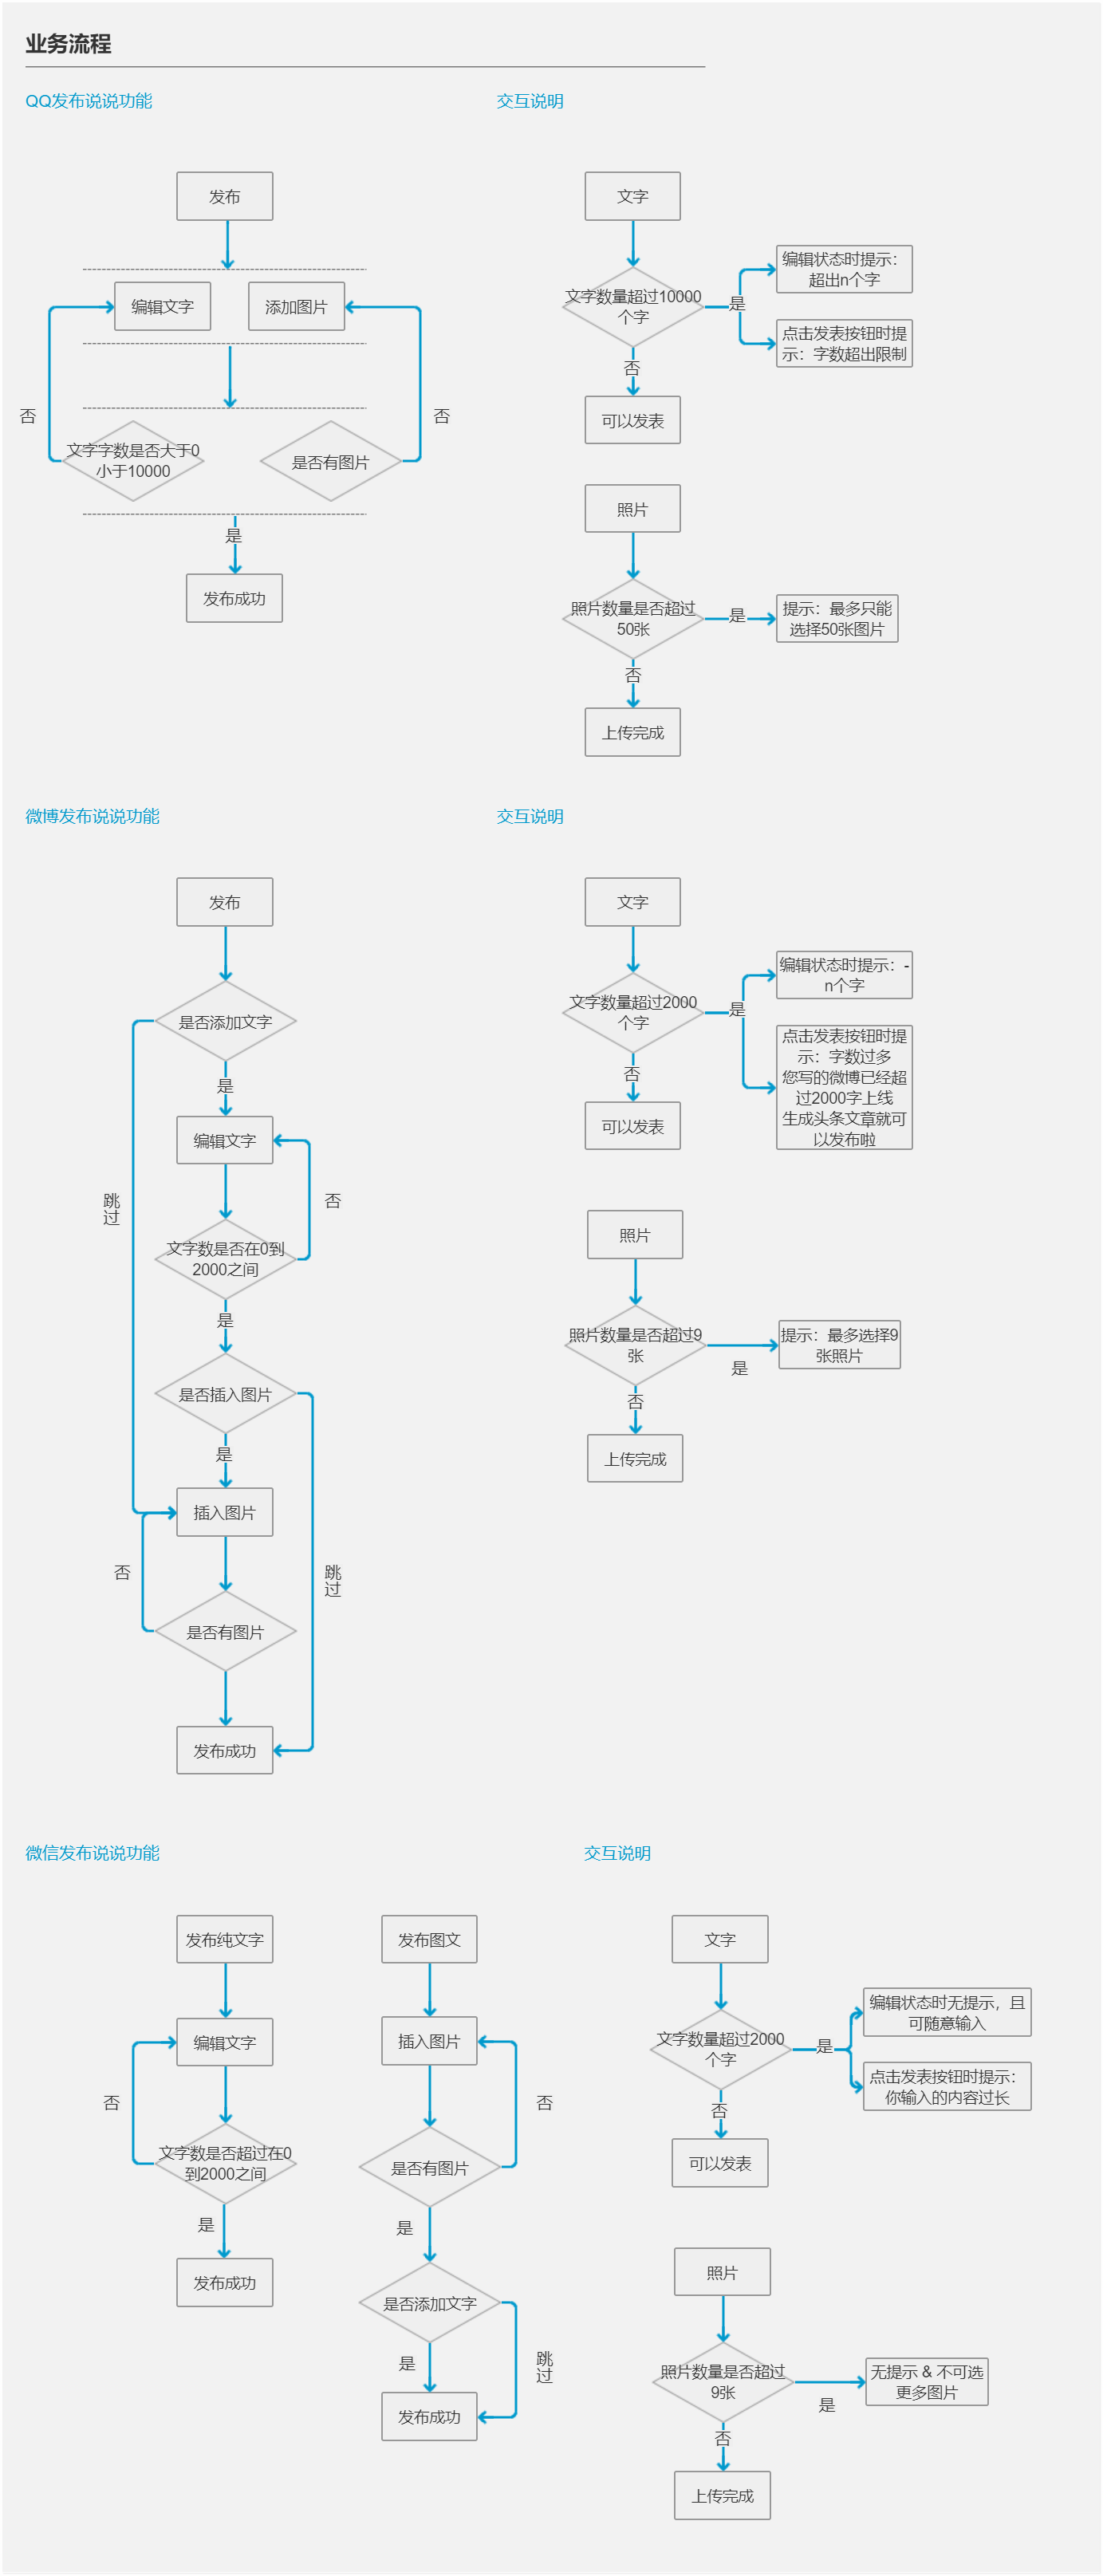 业务流程
QQ发布说说功能
交互说明
发布
编辑文字
添加图片
否
否
文字字数是否大于0
小于10000
是否有图片
是
发布成功
文字
文字数量超过10000
个字
是
编辑状态时提示：
超出n个字
点击发表按钮时提
示：字数超出限制
否
可以发表
照片
照片数量是否超过
50张
是
提示：最多只能
选择50张图片
否
上传完成
微博发布说说功能
交互说明
发布
是否添加文字
是
编辑文字
跳
过
否
文字数是否在0到
2000之间
是
是否插入图片
是
插入图片
否
跳
过
是否有图片
发布成功
文字
文字数量超过2000
个字
是
编辑状态时提示：-
n个字
点击发表按钮时提
示：字数过多
您写的微博已经超
过2000字上线
生成头条文章就可
以发布啦
否
可以发表
照片
照片数量是否超过9
张
是
提示：最多选择9
张照片
否
上传完成
微信发布说说功能
交互说明
发布纯文字
编辑文字
否
文字数是否超过在0
到2000之间
是
发布成功
发布图文
插入图片
否
是否有图片
是
是否添加文字
是
跳
过
发布成功
文字
文字数量超过2000
个字
是
编辑状态时无提示，且
可随意输入
点击发表按钮时提示：
你输入的内容过长
否
可以发表
照片
照片数量是否超过
9张
是
无提示 & 不可选
更多图片
否
上传完成